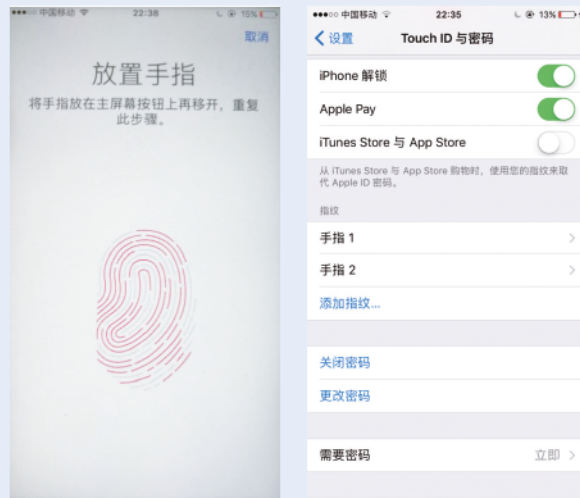 中国移动 22:38 15%
取消
放置手指
将手指放在主屏幕按钮上再移开，重复
此步骤。
中国移动 22:35 13%
设置 Touch ID 与密码
iPhone 解锁
Apple Pay
iTunes Store 与 App Store
从 iTunes Store 与 App Store 购物时，使用您的指纹来取
代 Apple ID 密码。
指纹
手指 1
手指 2
添加指纹...
关闭密码
更改密码
需要密码 立即